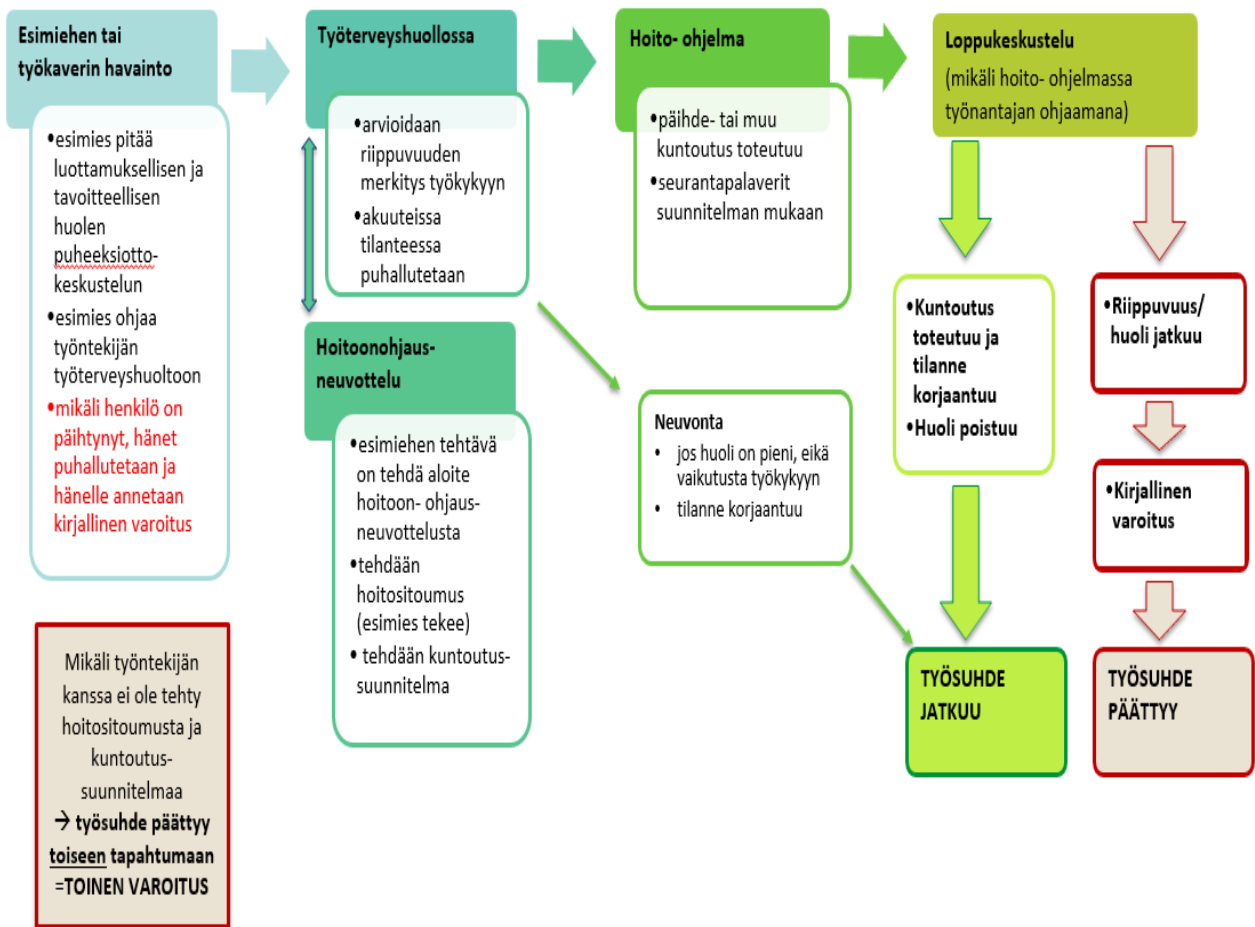 Esimiehen tai
työkaverin havainto
•esimies pitää
luottamuksellisen ja
tavoitteellisen
huolen
puheeksiotto-
keskustelun
•esimies ohjaa
työntekijän
työterveyshuoltoon
•mikäli henkilö on
päihtynyt, hänet
puhallutetaan ja
hänelle annetaan
kirjallinen varoitus
Mikäli työntekijän
kanssa ei ole tehty
hoitositoumusta ja
kuntoutus-
suunnitelmaa
→ työsuhde päättyy
toiseen tapahtumaan
=TOINEN VAROITUS
Työterveyshuollossa
•arvioidaan
riippuvuuden
merkitys työkykyyn
•akuuteissa
tilanteessa
puhallutetaan
Hoitoonohjaus-
neuvottelu
•esimiehen tehtävä
on tehdä aloite
hoitoon- ohjaus-
neuvottelusta
•tehdään
hoitositoumus
(esimies tekee)
• tehdään kuntoutus-
suunnitelma
Hoito- ohjelma
•päihde- tai muu
kuntoutus toteutuu
•seurantapalaverit
suunnitelman mukaan
Neuvonta
• jos huoli on pieni, eikä
vaikutusta työkykyyn
• tilanne korjaantuu
Loppukeskustelu
(mikäli hoito- ohjelmassa
työnantajan ohjaamana)
•Kuntoutus
toteutuu ja
tilanne
korjaantuu
•Huoli poistuu
TYÖSUHDE
JATKUU
•Riippuvuus/
huoli jatkuu
•Kirjallinen
varoitus
TYÖSUHDE
PÄÄTTYY